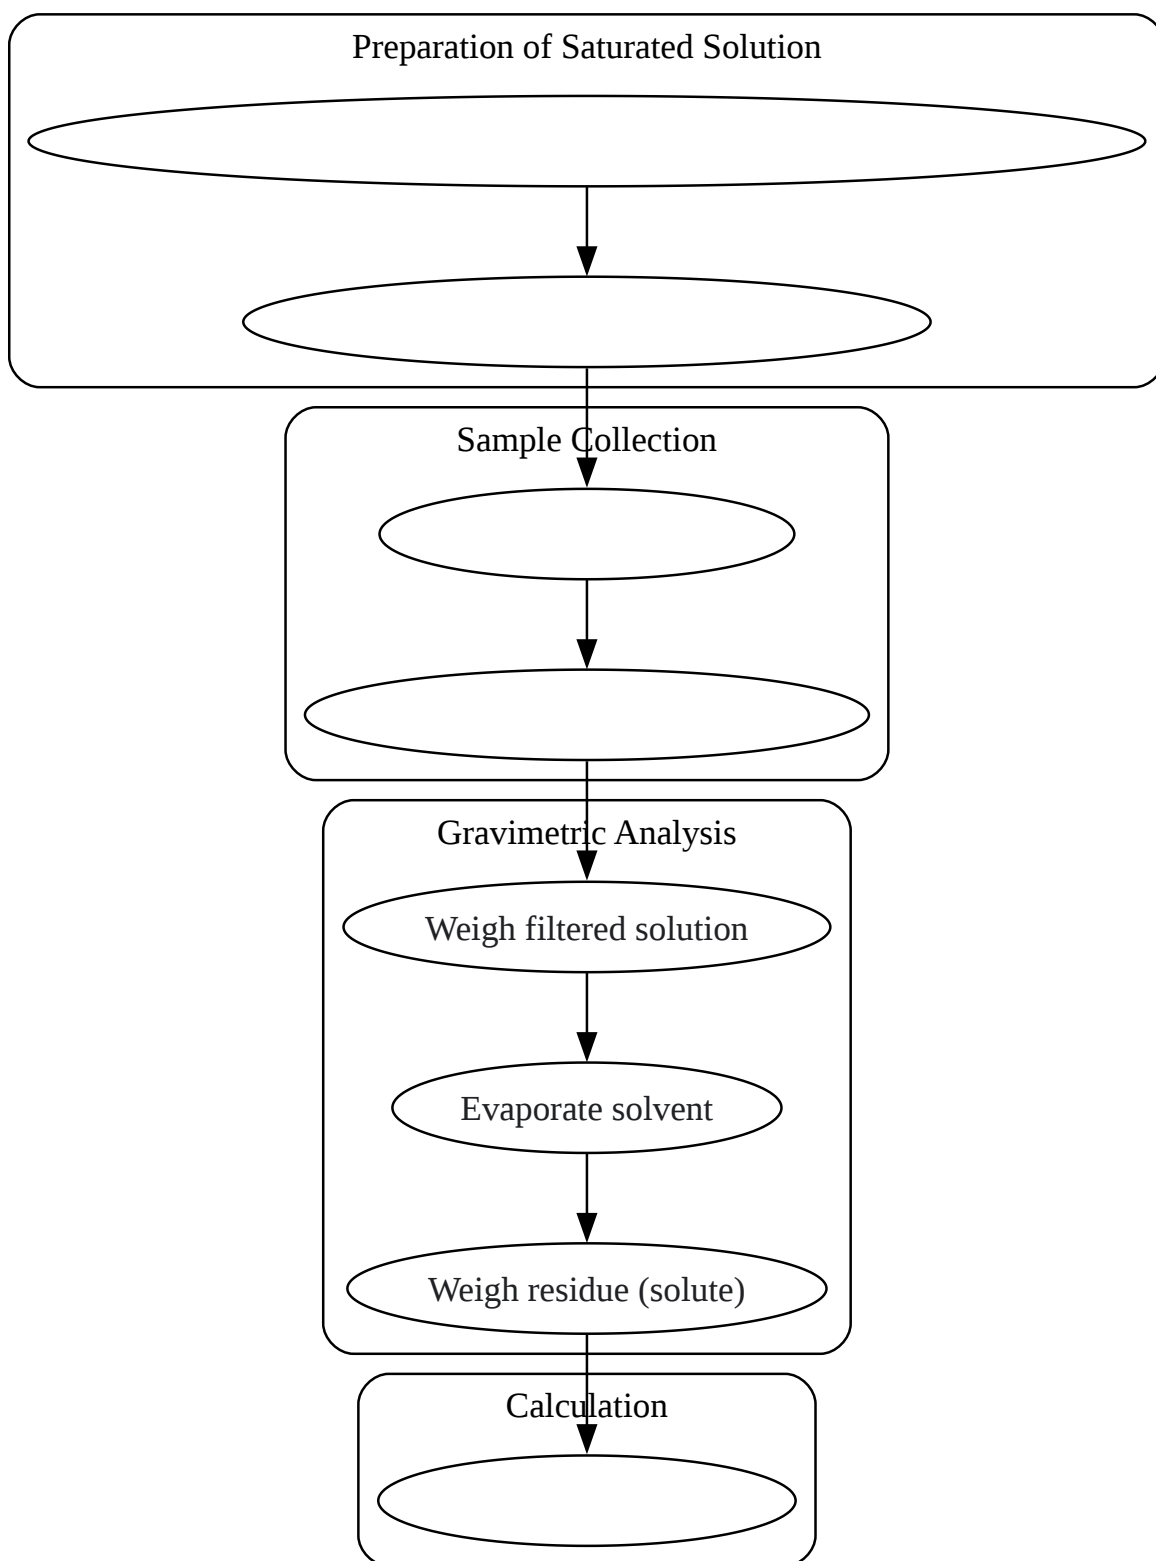 Preparation of Saturated Solution
Sample Collection
Gravimetric Analysis
Weigh filtered solution
Evaporate solvent
Weigh residue (solute)
Calculation